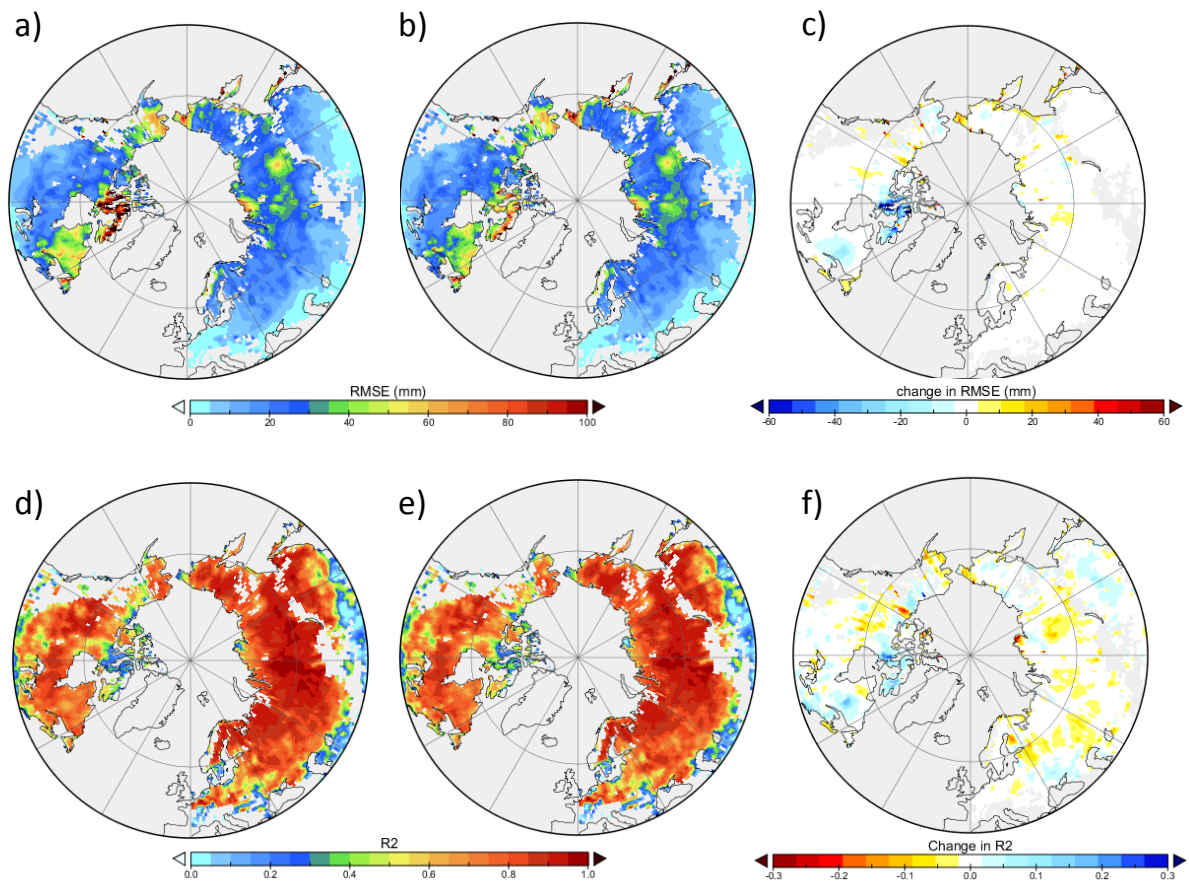 a)
b)
c)
RMSE (mm)
0 20 40 60 80 100
change in RMSE (mm)
-60 -40 -20 0 20 40 60
d)
e)
f)
R2
0.0 0.2 0.4 0.6 0.8 1.0
Change in R2
-0.3 -0.2 -0.1 0.0 0.1 0.2 0.3